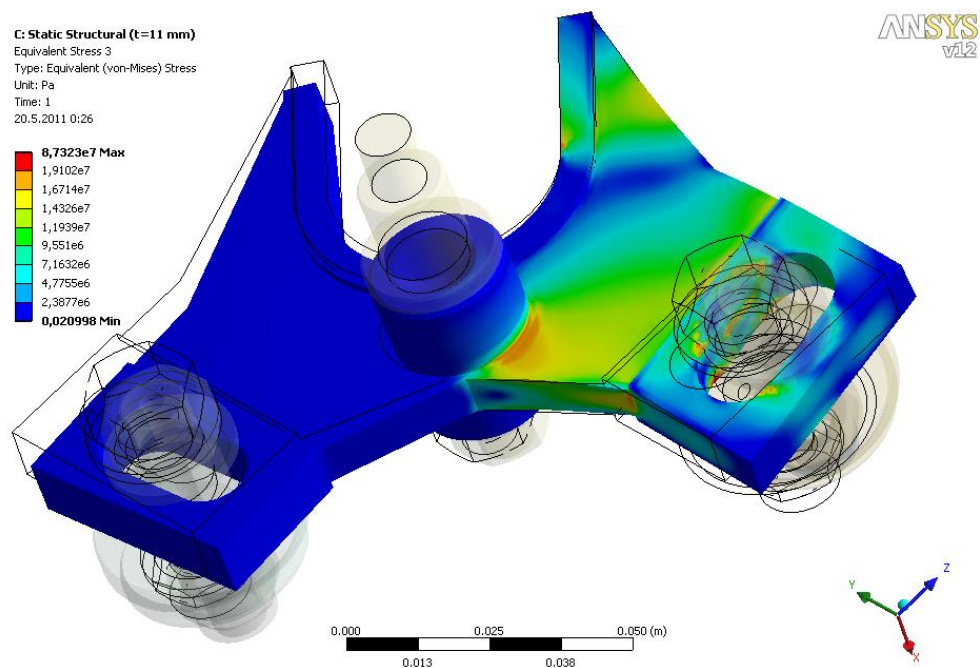 C: Static Structural (t=11 mm)
Equivalent Stress 3
Type: Equivalent (von-Mises) Stress
Unit: Pa
Time: 1
20.5.2011 0:26
8,7323e7 Max
1,9102e7
1,6714e7
1,4326e7
1,1939e7
9,551e6
7,1632e6
4,7755e6
2,3877e6
0,020998 Min
ANSYS
v12
0.000 0.025 0.050 (m)
0.013 0.038
Y Z
X